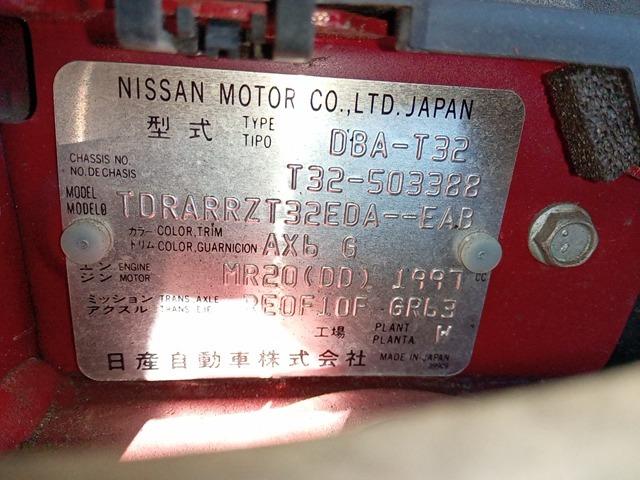 NISSAN MOTOR CO.,LTD. JAPAN
型式 TYPE TIPO DBA-T32
CHASSIS NO. NO. DE CHASIS T32-503388
MODEL MODELO TDRARRZT32EDA--EAB
カラー COLOR, TRIM トリム COLOR, GUARNICION AX6 G
エンジン ENGINE MOTOR MR20(DD) 1997 CC
ミッション TRANS. AXLE アクスル TRANS. EJE RE0F10F GR63
工場 PLANT PLANTA W
日産自動車株式会社 MADE IN JAPAN